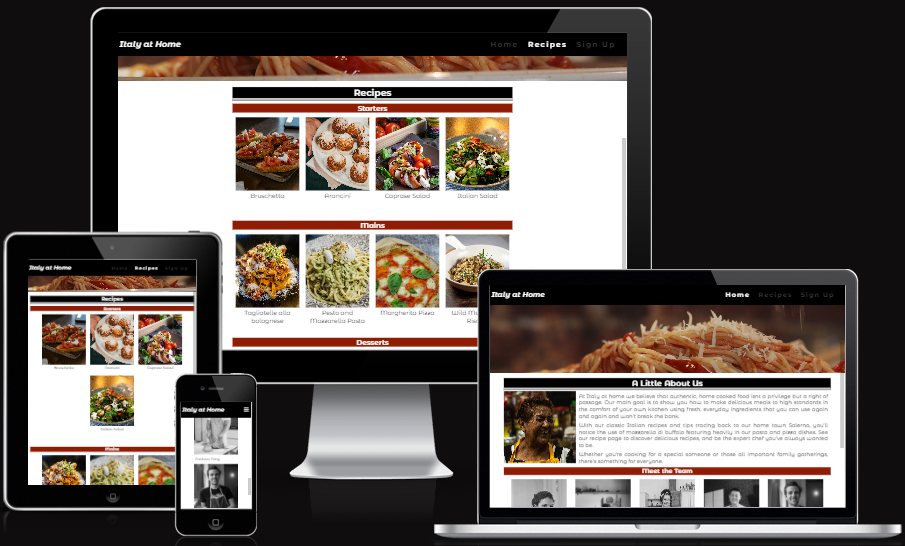 Italy at Home
Home Recipes Sign Up
Recipes
Starters
Bruschetta Arancini Caprese Salad Italian Salad
Mains
Tagliatelle alla Pesto and Margherita Pizza Wild
bolognese Mozzarella Pasta
Desserts
Italy at Home
Home Recipes Sign Up
Recipes
Starters
Bruschetta Arancini Caprese Salad
Italian Salad
Mains
Italy at Home
Italy at Home
Home Recipes Sign Up
A Little About Us
At Italy at home we believe that authentic, home cooked food isnt a privilege but a right of
passage. Our main goal is to show you how to make delicious meals to high standards in
the comfort of your own kitchen using fresh, everyday ingredients that you can use again
and again and won't break the bank.
With our classic Italian recipes and tips tracing back to our home town Salerno, you'll
notice the use of mozzarella di buffalo featuring heavily in our pasta and pizza dishes. See
our recipe page to discover delicious recipes, and be the expert chef you've always wanted
to be.
Whether you're cooking for a special someone or those all important family gatherings,
there's something for everyone.
Meet the Team